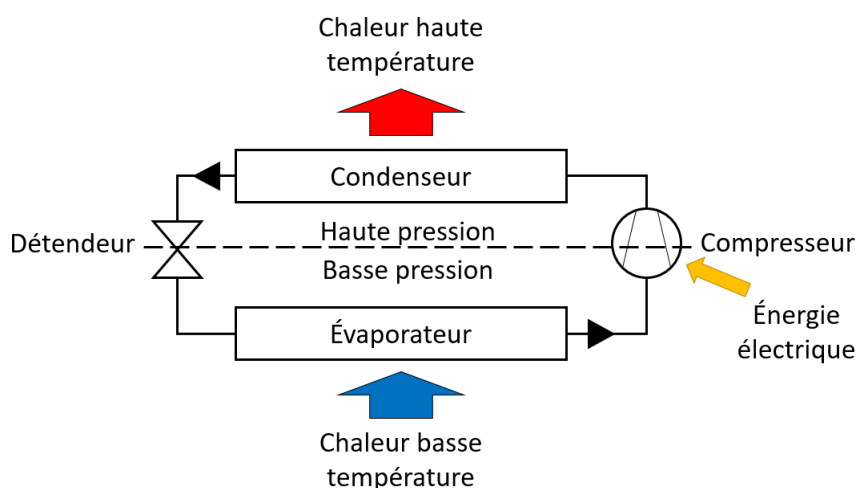 Chaleur haute
température
Condenseur
Détendeur
Haute pression
Basse pression
Compresseur
Évaporateur
Énergie
électrique
Chaleur basse
température